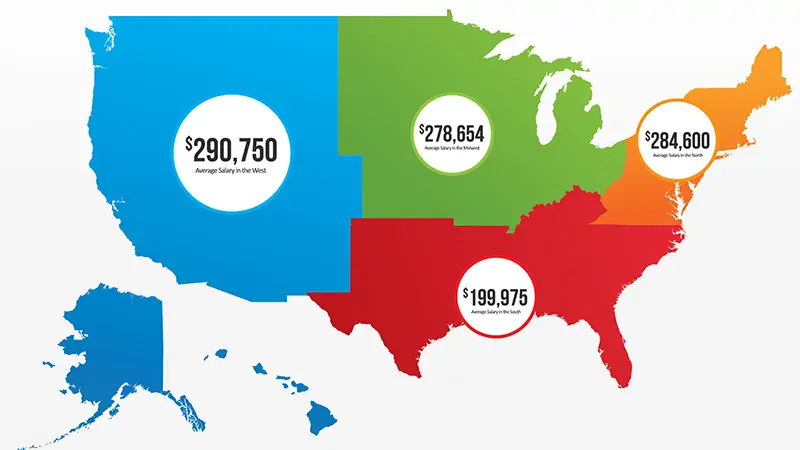 $290,750
Average Salary in the West
$278,654
Average Salary in the Midwest
$284,600
Average Salary in the North
$199,975
Average Salary in the South